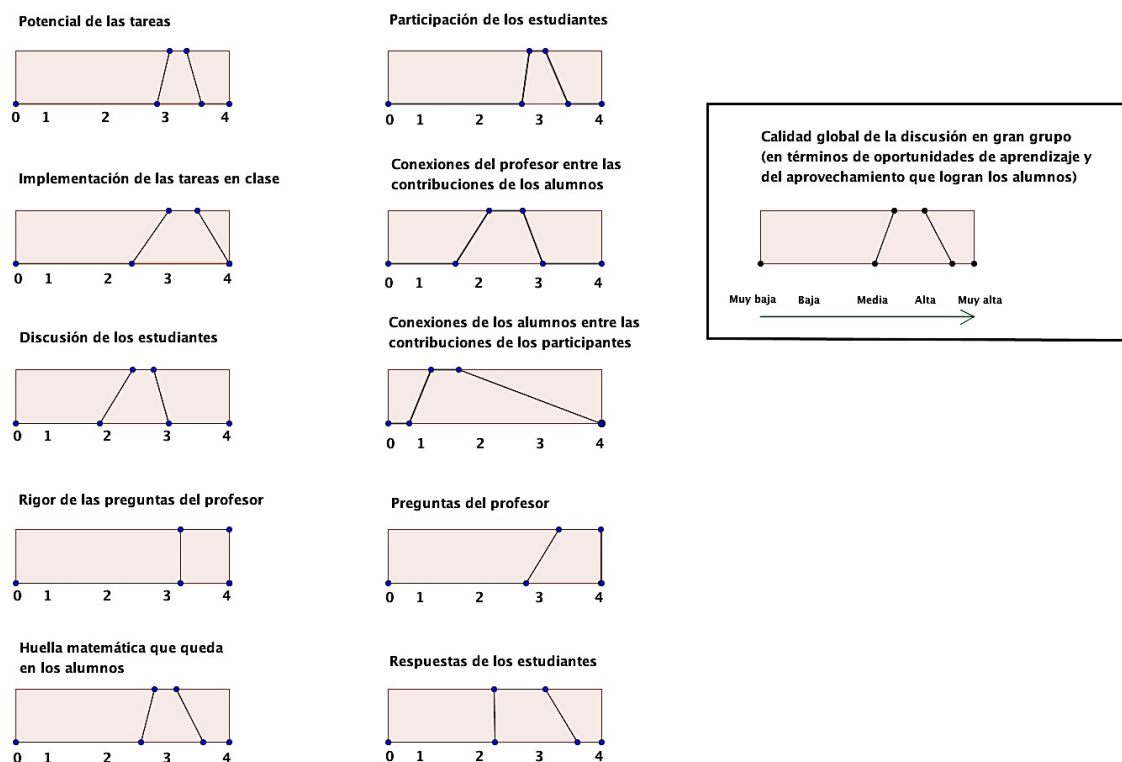 Potencial de las tareas
0 1 2 3 4
Implementación de las tareas en clase
0 1 2 3 4
Discusión de los estudiantes
0 1 2 3 4
Rigor de las preguntas del profesor
0 1 2 3 4
Huella matemática que queda
en los alumnos
0 1 2 3 4
Participación de los estudiantes
0 1 2 3 4
Conexiones del profesor entre las
contribuciones de los alumnos
0 1 2 3 4
Conexiones de los alumnos entre las
contribuciones de los participantes
0 1 2 3 4
Preguntas del profesor
0 1 2 3 4
Respuestas de los estudiantes
0 1 2 3 4
Calidad global de la discusión en gran grupo
(en términos de oportunidades de aprendizaje y
del aprovechamiento que logran los alumnos)
Muy baja Baja Media Alta Muy alta